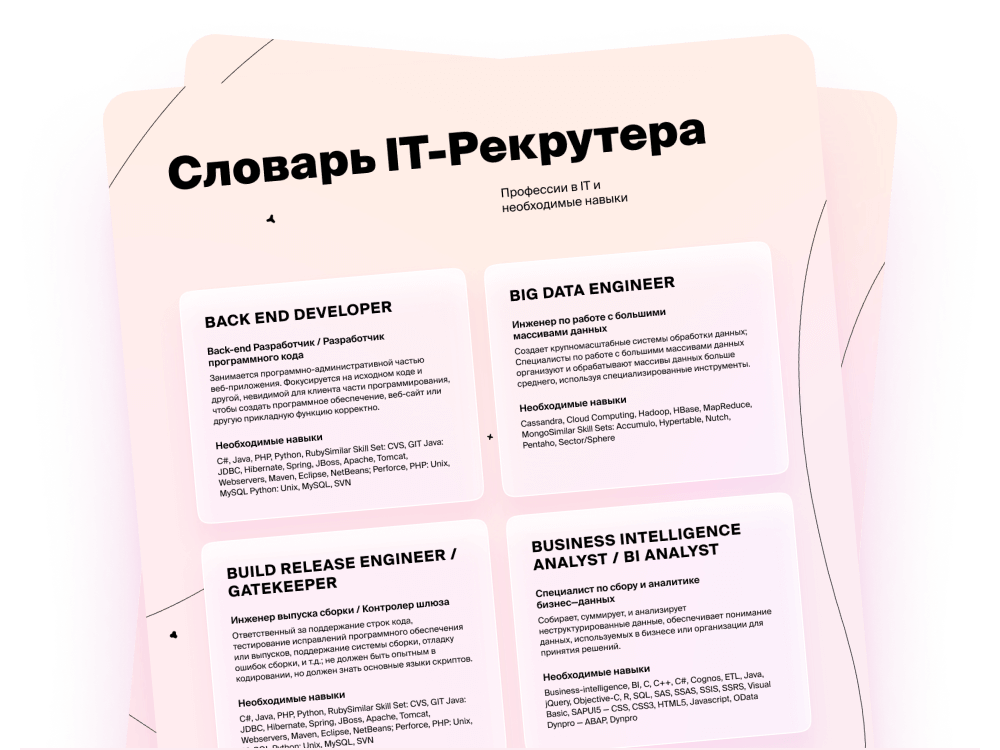 Словарь IT-Рекрутера
Профессии в IT и
необходимые навыки
BACK END DEVELOPER
Back-end Разработчик / Разработчик
программного кода
Занимается программно-административной частью
веб-приложения. Фокусируется на исходном коде и
другой, невидимой для клиента части программирования,
чтобы создать программное обеспечение, веб-сайт или
другую прикладную функцию корректно.
Необходимые навыки
C#, Java, PHP, Python, RubySimilar Skill Set: CVS, GIT Java:
JDBC, Hibernate, Spring, JBoss, Apache, Tomcat,
Webservers, Maven, Eclipse, NetBeans; Perforce, PHP: Unix,
MySQL Python: Unix, MySQL, SVN
BIG DATA ENGINEER
Инженер по работе с большими
массивами данных
Создает крупномасштабные системы обработки данных;
Специалисты по работе с большими массивами данных
организуют и обрабатывают массивы данных больше
среднего, используя специализированные инструменты.
Необходимые навыки
Cassandra, Cloud Computing, Hadoop, HBase, MapReduce,
MongoSimilar Skill Sets: Accumulo, Hypertable, Nutch,
Pentaho, Sector/Sphere
BUILD RELEASE ENGINEER /
GATEKEEPER
Инженер выпуска сборки / Контролер шлюза
Ответственный за поддержание строк кода,
тестирование исправлений программного обеспечения
или выпусков, поддержание системы сборки, отладку
ошибок сборки, и т.д.; не должен быть опытным в
кодировании, но должен знать основные языки скриптов.
Необходимые навыки
C#, Java, PHP, Python, RubySimilar Skill Set: CVS, GIT Java:
JDBC, Hibernate, Spring, JBoss, Apache, Tomcat,
Webservers, Maven, Eclipse, NetBeans; Perforce, PHP: Unix,
MySQL Python: Unix, MySQL, SVN
BUSINESS INTELLIGENCE
ANALYST / BI ANALYST
Специалист по сбору и аналитике
бизнес—данных
Собирает, суммирует, и анализирует
неструктурированные данные, обеспечивает понимание
данных, используемых в бизнесе или организации для
принятия решений.
Необходимые навыки
Business-intelligence, BI, C, C++, C#, Cognos, ETL, Java,
jQuery, Objective-C, R, SQL, SAS, SSAS, SSIS, SSRS, Visual
Basic, SAPUI5 — CSS, CSS3, HTML5, Javascript, OData
Dynpro — ABAP, Dynpro